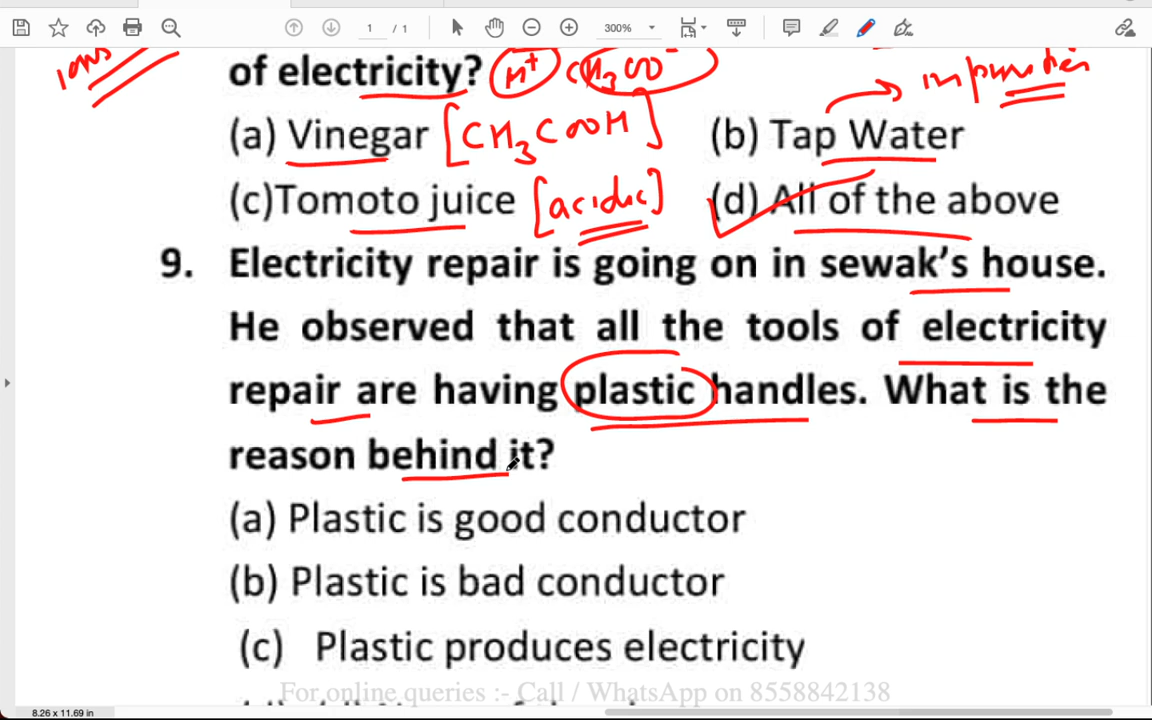 1 / 1
300%
ions
of electricity? H+ CH3COO-
impurities
(a) Vinegar [CH3COOH] (b) Tap Water
(c)Tomoto juice [acidic] (d) All of the above
9. Electricity repair is going on in sewak's house.
He observed that all the tools of electricity
repair are having plastic handles. What is the
reason behind it?
(a) Plastic is good conductor
(b) Plastic is bad conductor
(c) Plastic produces electricity
For online queries :- Call / WhatsApp on 8558842138
8.26 x 11.69 in